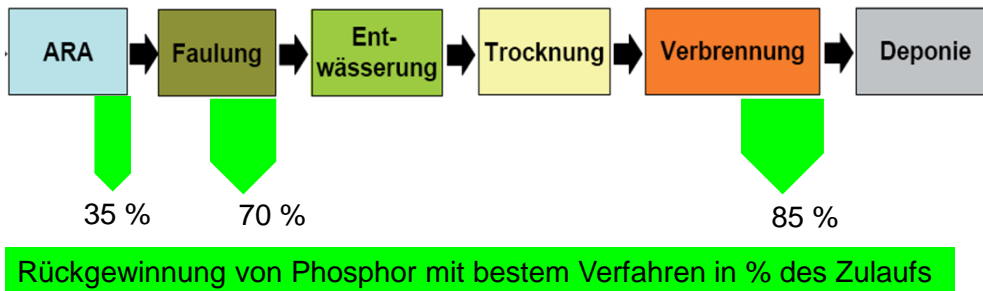 ARA
Faulung
Ent-
wässerung
Trocknung
Verbrennung
Deponie
35 %
70 %
85 %
Rückgewinnung von Phosphor mit bestem Verfahren in % des Zulaufs